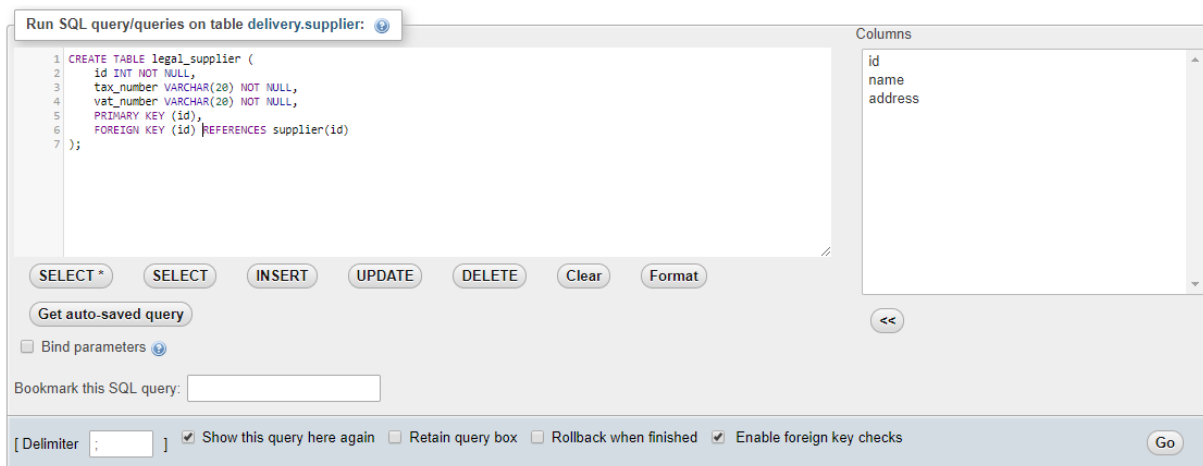 Run SQL query/queries on table delivery.supplier:
Columns
1 CREATE TABLE legal_supplier (
2 id INT NOT NULL,
3 tax_number VARCHAR(20) NOT NULL,
4 vat_number VARCHAR(20) NOT NULL,
5 PRIMARY KEY (id),
6 FOREIGN KEY (id) REFERENCES supplier(id)
7 );
id
name
address
SELECT * SELECT INSERT UPDATE DELETE Clear Format
Get auto-saved query
<<
Bind parameters
Bookmark this SQL query:
[ Delimiter ; ] Show this query here again Retain query box Rollback when finished Enable foreign key checks Go